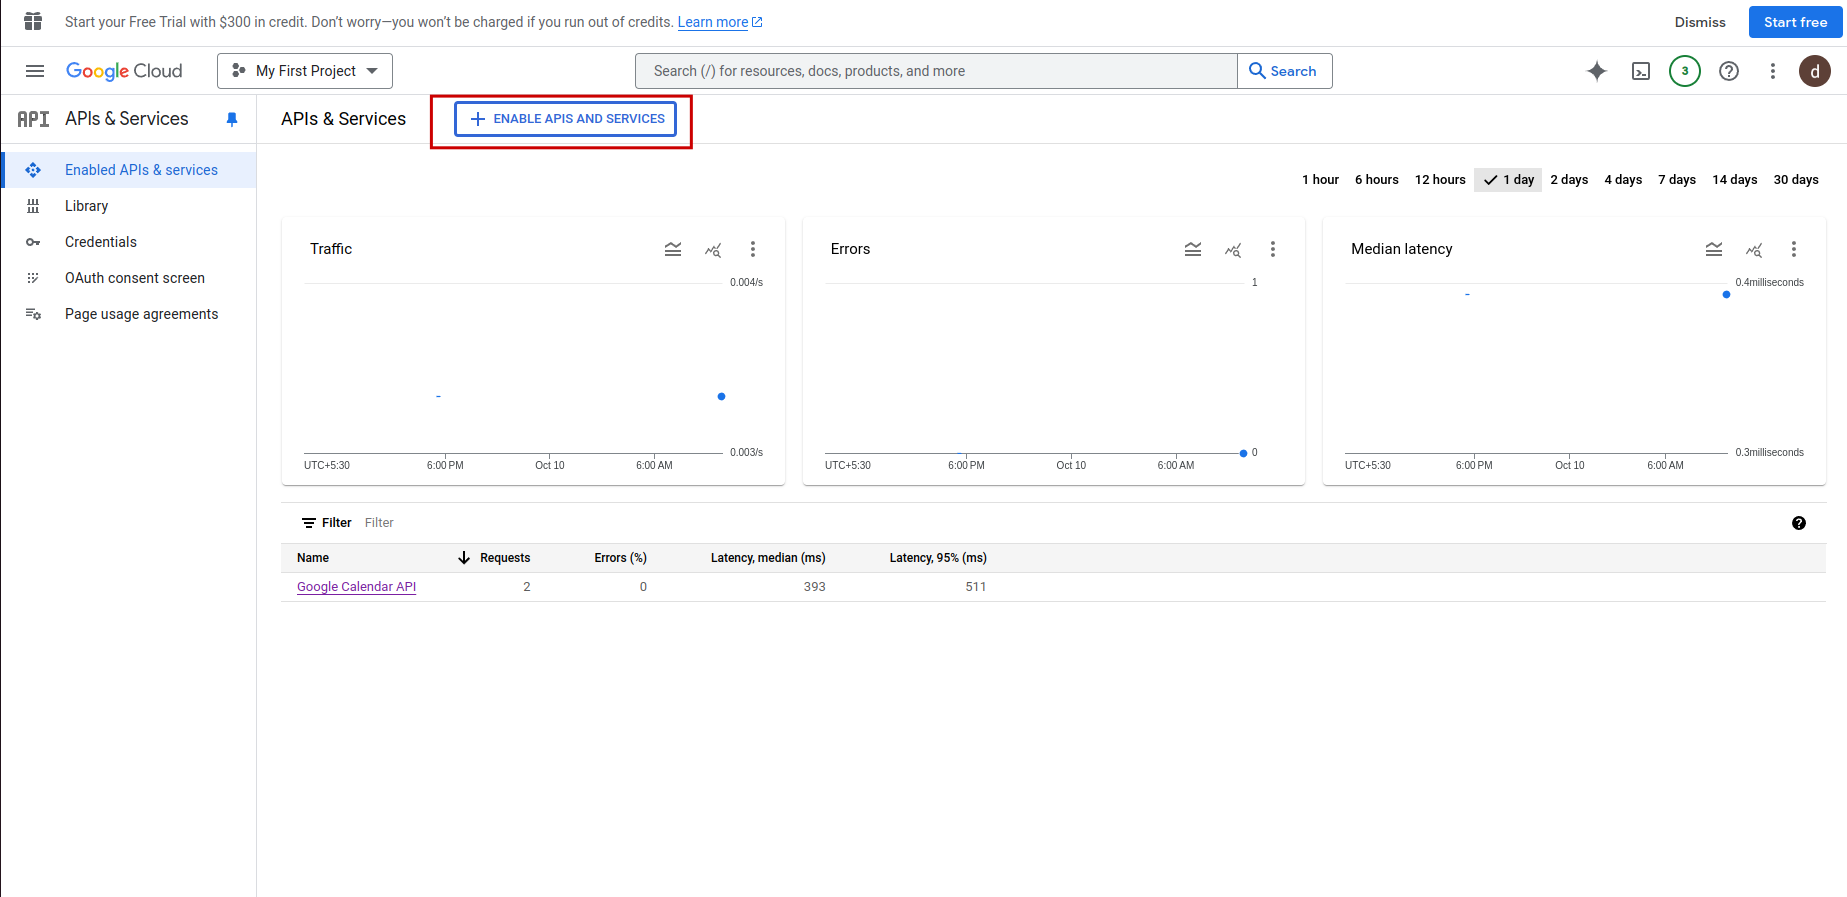 Start your Free Trial with $300 in credit. Don't worry—you won't be charged if you run out of credits. Learn more
Dismiss
Start free
Google Cloud
My First Project
Search (/) for resources, docs, products, and more
Search
3
d
API APIs & Services
APIs & Services
ENABLE APIS AND SERVICES
Enabled APIs & services
Library
Credentials
OAuth consent screen
Page usage agreements
1 hour 6 hours 12 hours 1 day 2 days 4 days 7 days 14 days 30 days
Traffic
0.004/s
0.003/s
UTC+5:30 6:00 PM Oct 10 6:00 AM
Errors
1
0
UTC+5:30 6:00 PM Oct 10 6:00 AM
Median latency
0.4milliseconds
0.3milliseconds
UTC+5:30 6:00 PM Oct 10 6:00 AM
Filter Filter
Name Requests Errors (%) Latency, median (ms) Latency, 95% (ms)
Google Calendar API 2 0 393 511